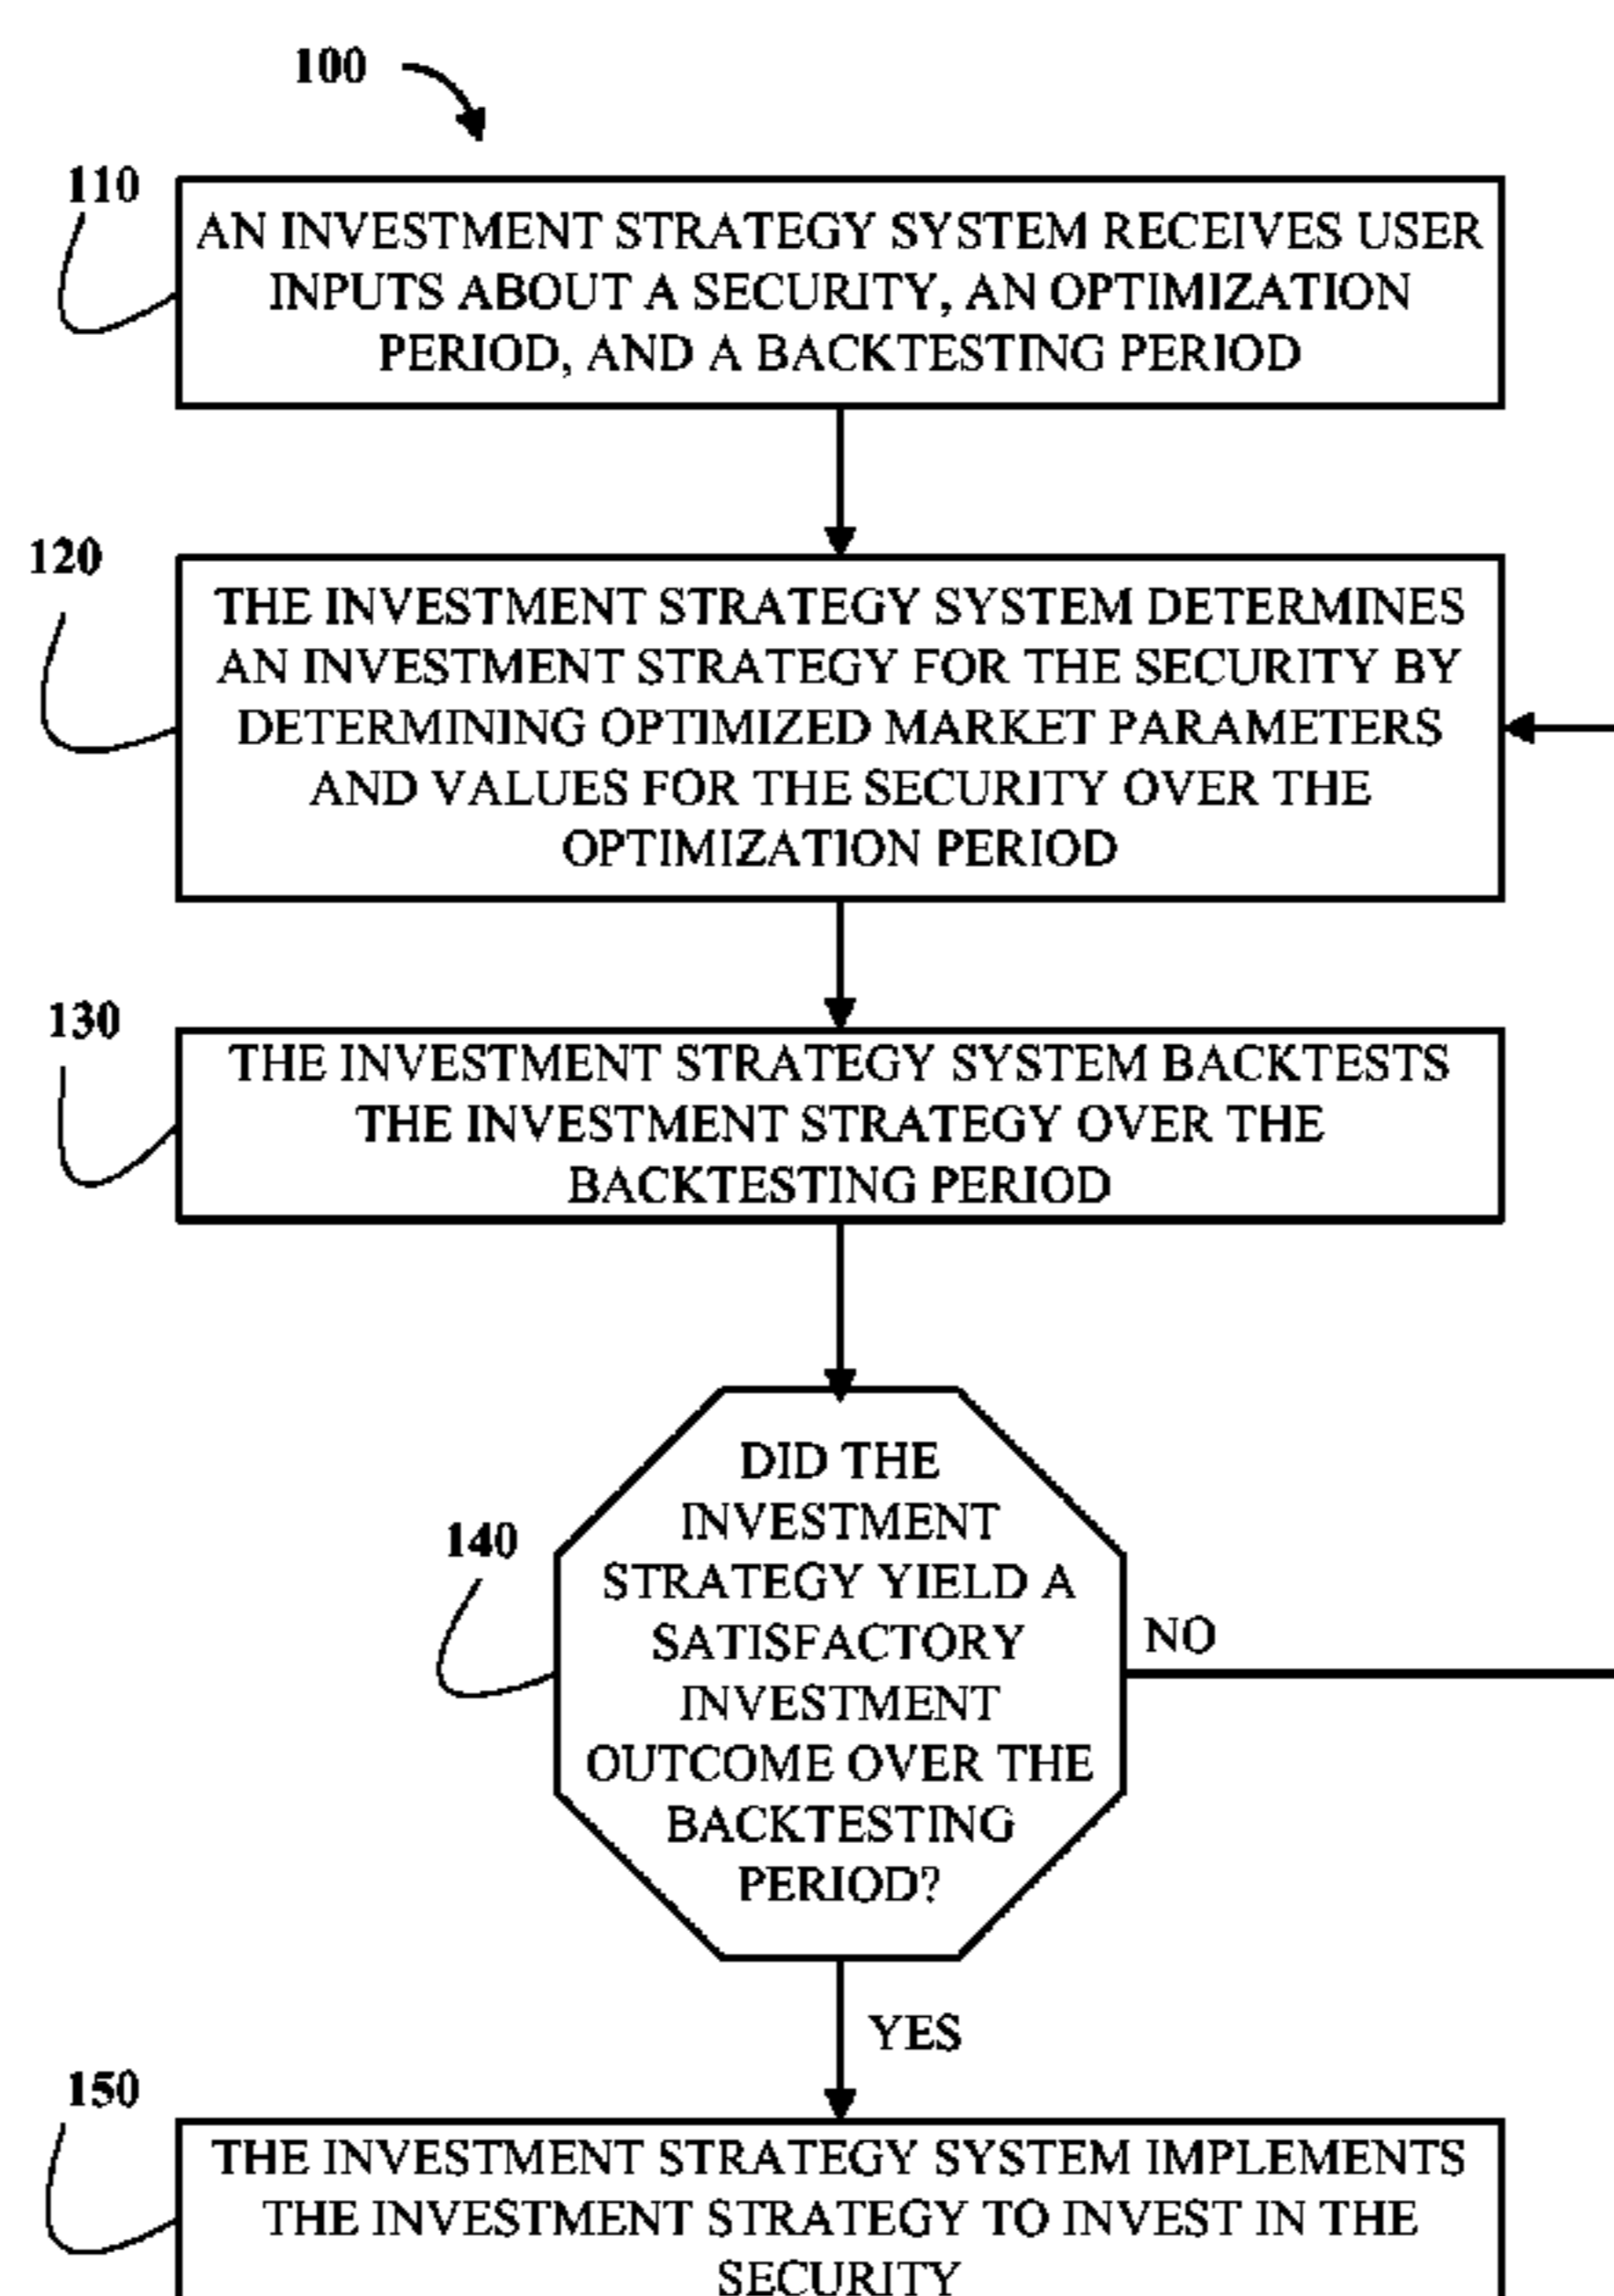 100
110
AN INVESTMENT STRATEGY SYSTEM RECEIVES USER
INPUTS ABOUT A SECURITY, AN OPTIMIZATION
PERIOD, AND A BACKTESTING PERIOD
120
THE INVESTMENT STRATEGY SYSTEM DETERMINES
AN INVESTMENT STRATEGY FOR THE SECURITY BY
DETERMINING OPTIMIZED MARKET PARAMETERS
AND VALUES FOR THE SECURITY OVER THE
OPTIMIZATION PERIOD
130
THE INVESTMENT STRATEGY SYSTEM BACKTESTS
THE INVESTMENT STRATEGY OVER THE
BACKTESTING PERIOD
140
DID THE
INVESTMENT
STRATEGY YIELD A
SATISFACTORY
INVESTMENT
OUTCOME OVER THE
BACKTESTING
PERIOD?
NO
YES
150
THE INVESTMENT STRATEGY SYSTEM IMPLEMENTS
THE INVESTMENT STRATEGY TO INVEST IN THE
SECURITY